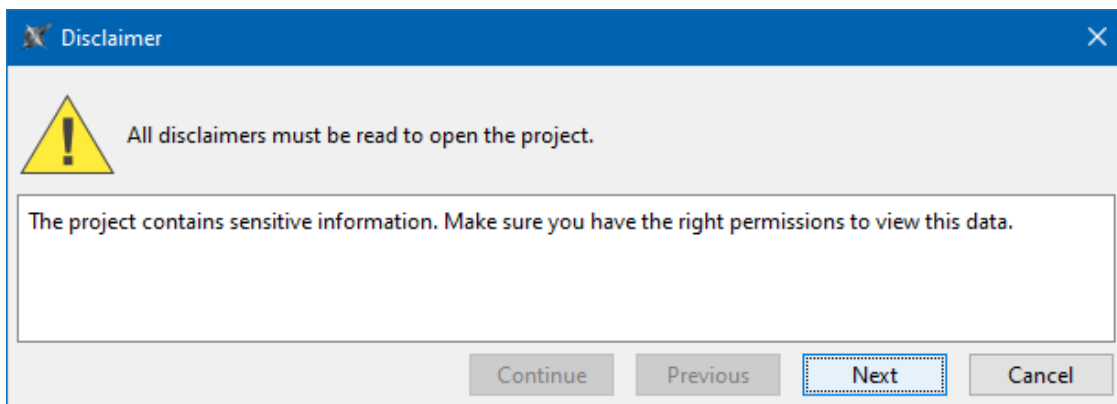 Disclaimer
All disclaimers must be read to open the project.
The project contains sensitive information. Make sure you have the right permissions to view this data.
Continue Previous Next Cancel